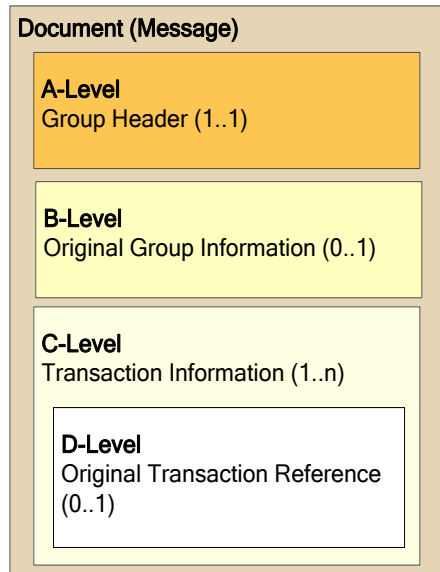 Document (Message)
A-Level
Group Header (1..1)
B-Level
Original Group Information (0..1)
C-Level
Transaction Information (1..n)
D-Level
Original Transaction Reference
(0..1)